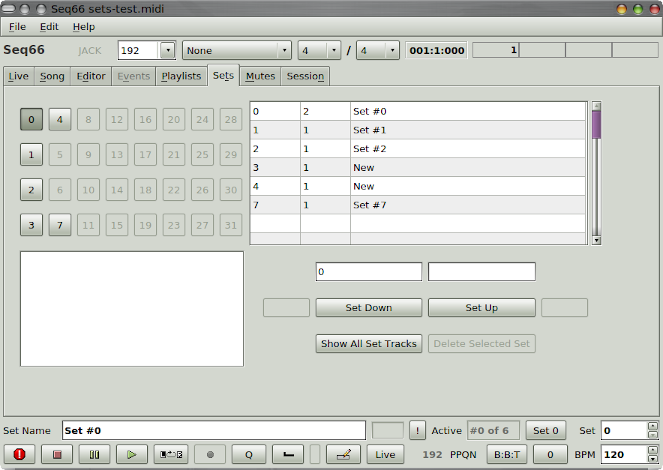 Seq66 sets-test.midi
File Edit Help
Seq66 JACK 192 None 4 / 4 001:1:000 1
Live Song Editor Events Playlists Sets Mutes Session
0 4 8 12 16 20 24 28
1 5 9 13 17 21 25 29
2 6 10 14 18 22 26 30
3 7 11 15 19 23 27 31
0 2 Set #0
1 1 Set #1
2 1 Set #2
3 1 New
4 1 New
7 1 Set #7
0
Set Down Set Up
Show All Set Tracks Delete Selected Set
Set Name Set #0 ! Active #0 of 6 Set 0 Set 0
Q Live 192 PPQN B:B:T 0 BPM 120